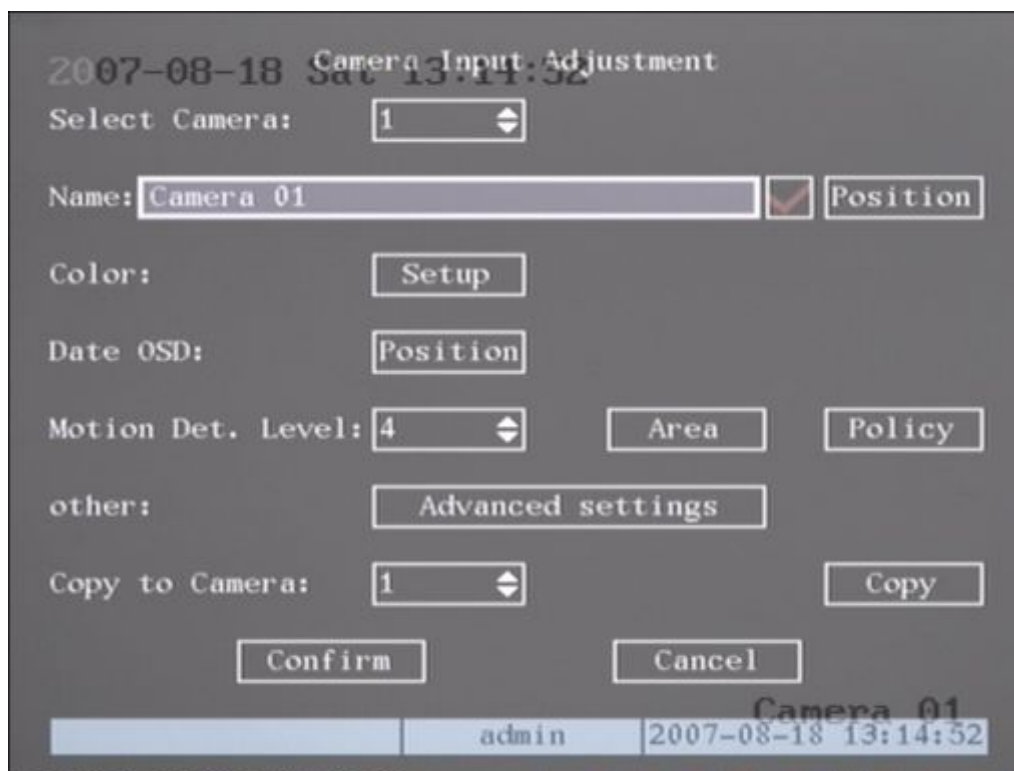 Camera Input Adjustment
2007-08-18 Sat 13:14:52
Select Camera: 1
Name: Camera 01 Position
Color: Setup
Date OSD: Position
Motion Det. Level: 4 Area Policy
other: Advanced settings
Copy to Camera: 1 Copy
Confirm Cancel
Camera 01
admin 2007-08-18 13:14:52